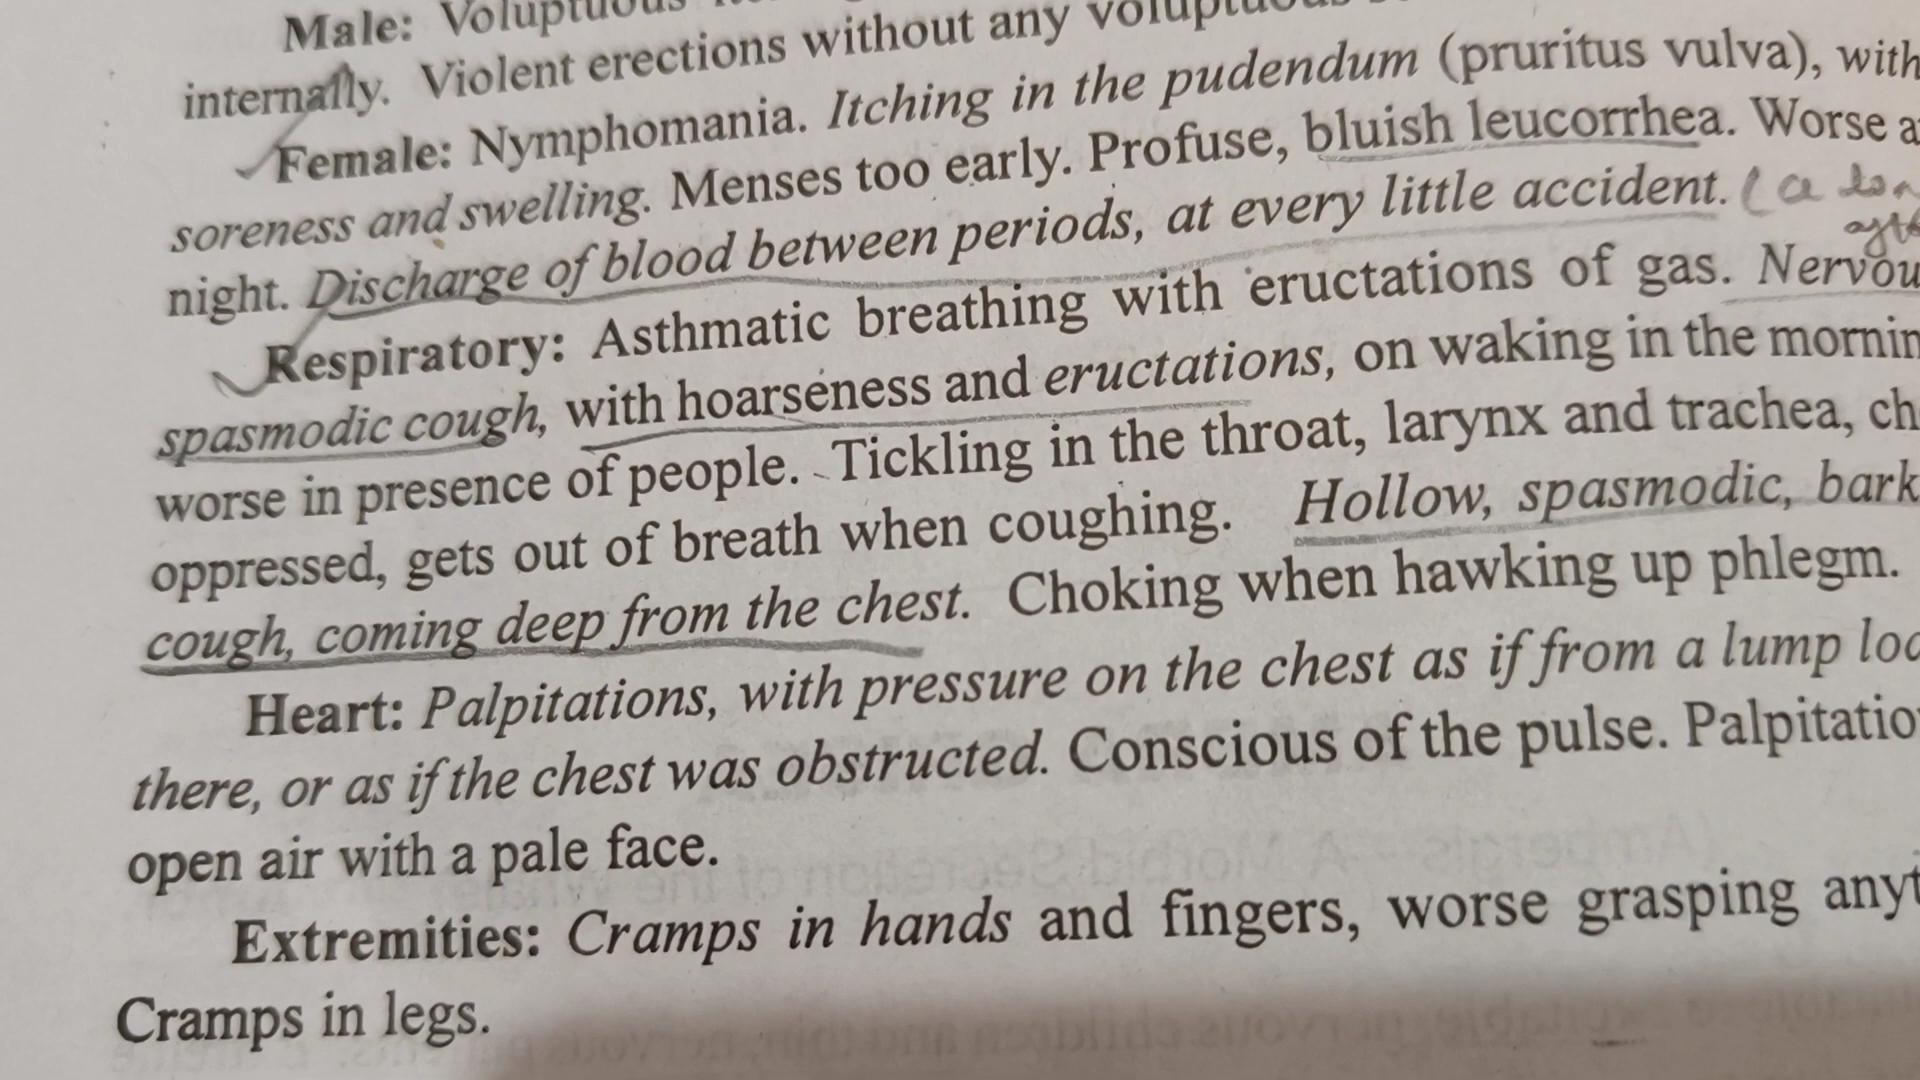 Male: Voluptuous
internally. Violent erections without any voluptuous
Female: Nymphomania. Itching in the pudendum (pruritus vulva), with
soreness and swelling. Menses too early. Profuse, bluish leucorrhea. Worse
night. Discharge of blood between periods, at every little accident. (a
Respiratory: Asthmatic breathing with eructations of gas. Nervou
spasmodic cough, with hoarseness and eructations, on waking in the mornin
worse in presence of people. Tickling in the throat, larynx and trachea, ch
oppressed, gets out of breath when coughing. Hollow, spasmodic, bark
cough, coming deep from the chest. Choking when hawking up phlegm.
Heart: Palpitations, with pressure on the chest as if from a lump
there, or as if the chest was obstructed. Conscious of the pulse. Palpitatio
open air with a pale face.
Extremities: Cramps in hands and fingers, worse grasping anyt
Cramps in legs.